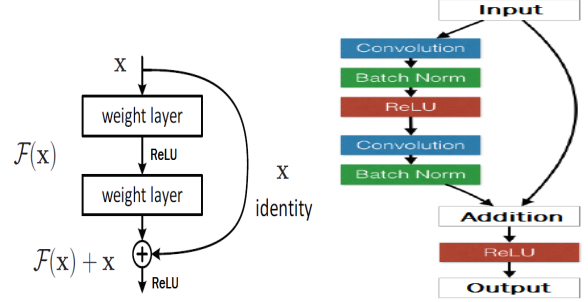 x
weight layer
F(x)
ReLU
weight layer
x
identity
F(x) + x
ReLU
Input
Convolution
Batch Norm
ReLU
Convolution
Batch Norm
Addition
ReLU
Output